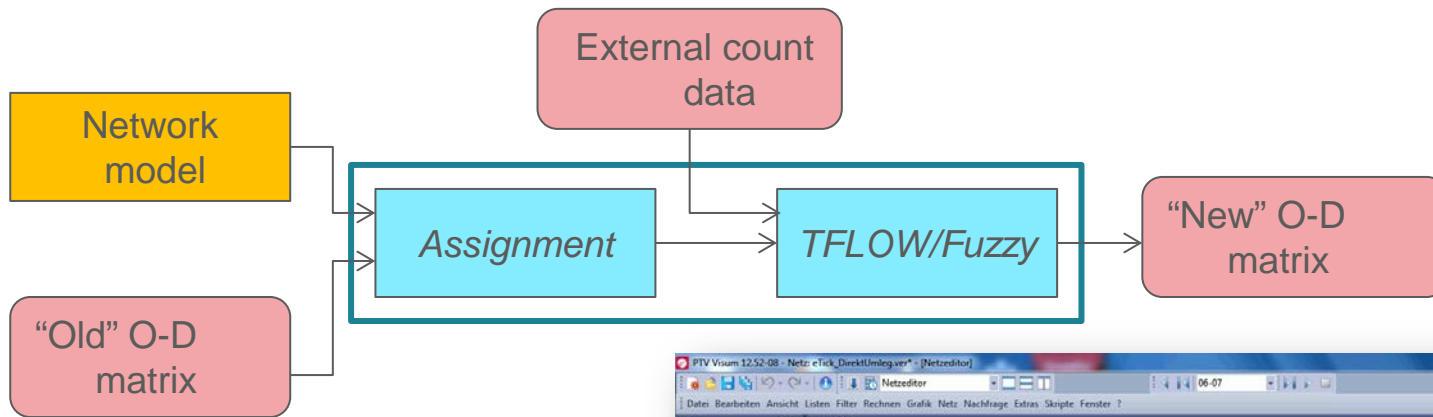 External count
data
Network
model
Assignment
TFLOW/Fuzzy
“New” O-D
matrix
“Old” O-D
matrix
PTV Visum 12.52-08 - Netz: eTick_DirektUmleg.ver* - [Netzeditor]
Netzeditor
06-07
Datei Bearbeiten Ansicht Listen Filter Rechnen Grafik Netz Nachfrage Extras Skripte Fenster ?